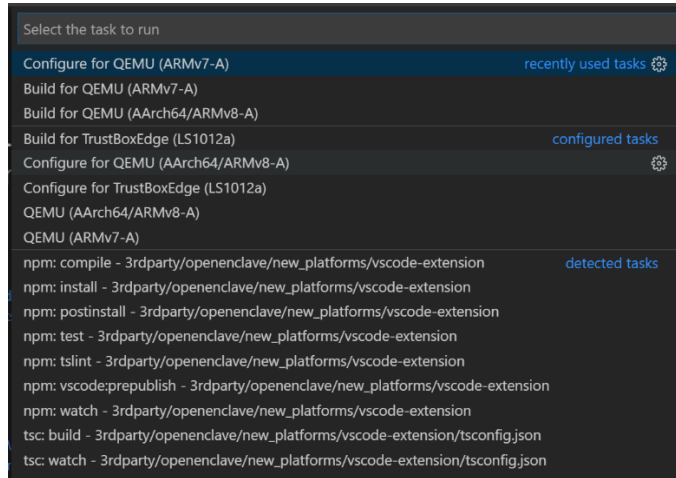 Select the task to run
Configure for QEMU (ARMv7-A) recently used tasks
Build for QEMU (ARMv7-A)
Build for QEMU (AArch64/ARMv8-A)
Build for TrustBoxEdge (LS1012a) configured tasks
Configure for QEMU (AArch64/ARMv8-A)
Configure for TrustBoxEdge (LS1012a)
QEMU (AArch64/ARMv8-A)
QEMU (ARMv7-A)
npm: compile - 3rdparty/openenclave/new_platforms/vscode-extension detected tasks
npm: install - 3rdparty/openenclave/new_platforms/vscode-extension
npm: postinstall - 3rdparty/openenclave/new_platforms/vscode-extension
npm: test - 3rdparty/openenclave/new_platforms/vscode-extension
npm: tslint - 3rdparty/openenclave/new_platforms/vscode-extension
npm: vscode:prepublish - 3rdparty/openenclave/new_platforms/vscode-extension
npm: watch - 3rdparty/openenclave/new_platforms/vscode-extension
tsc: build - 3rdparty/openenclave/new_platforms/vscode-extension/tsconfig.json
tsc: watch - 3rdparty/openenclave/new_platforms/vscode-extension/tsconfig.json